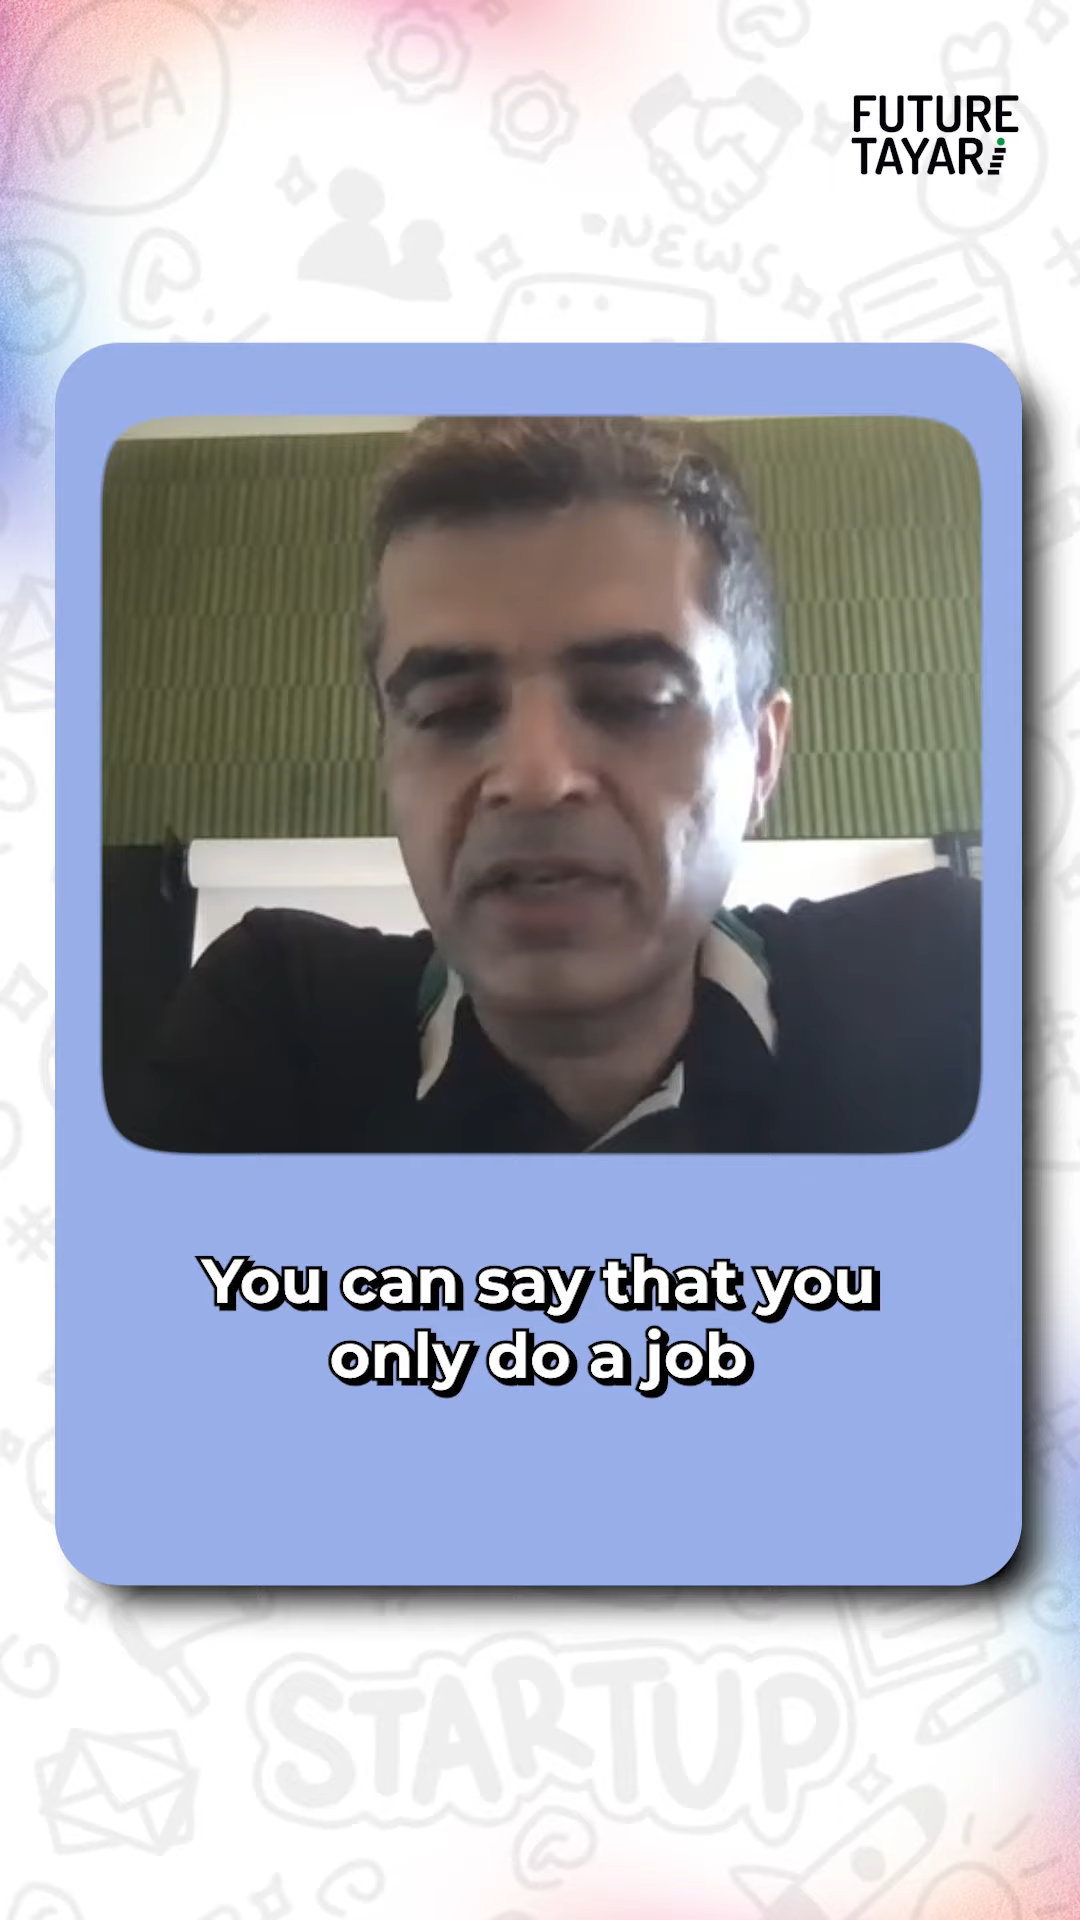 IDEA
FUTURE
TAYARi
NEWS
You can say that you
only do a job
STARTUP